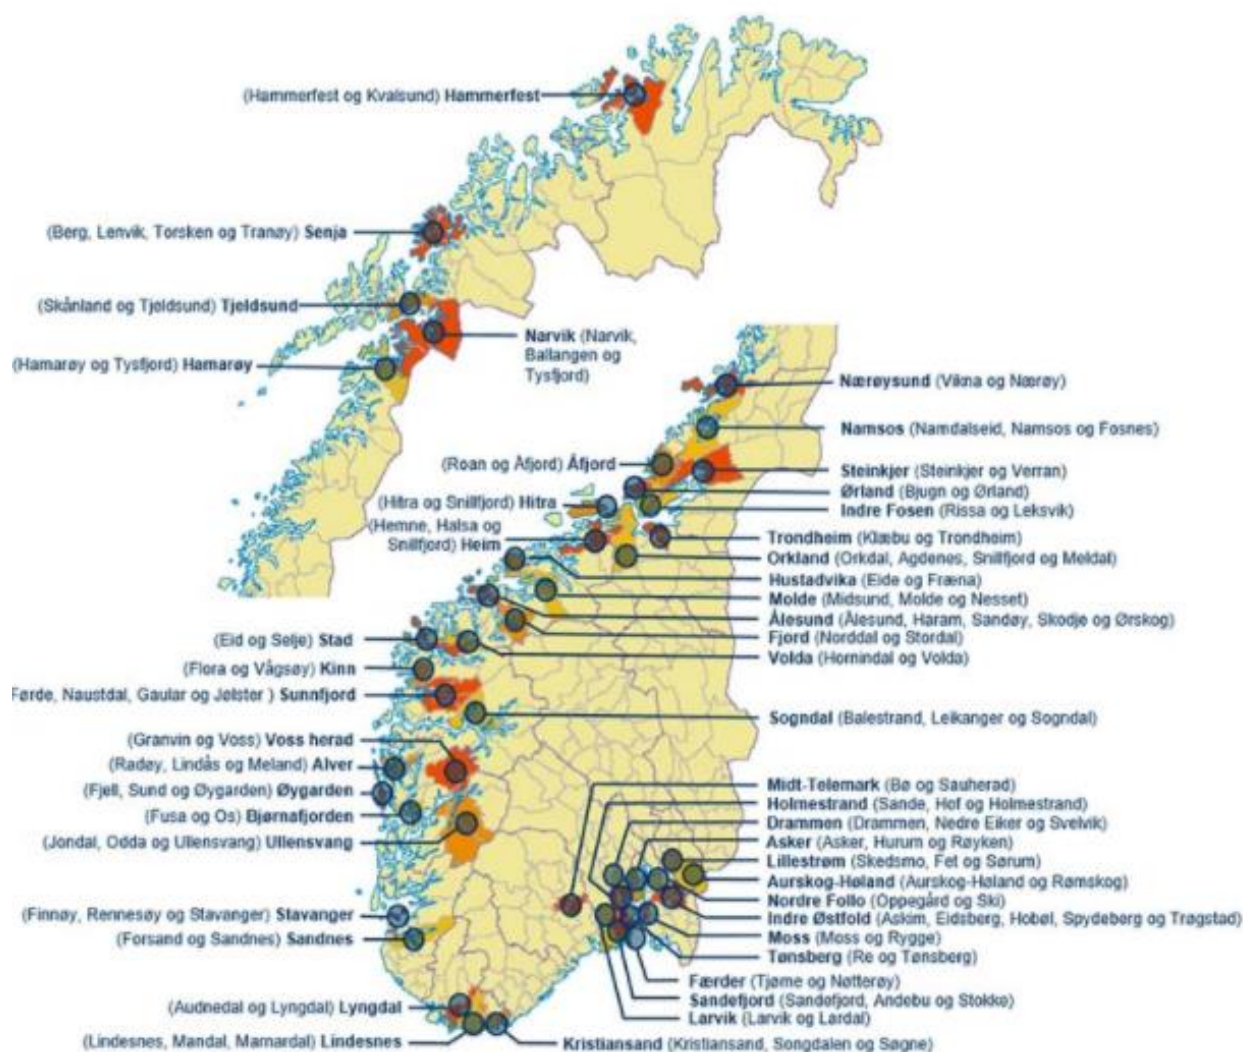 (Hammerfest og Kvalsund) Hammerfest
(Berg, Lenvik, Torsken og Tranøy) Senja
(Skånland og Tjeldsund) Tjeldsund
Narvik (Narvik,
Ballangen og
Tysfjord)
(Hamarøy og Tysfjord) Hamarøy
Nærøysund (Vikna og Nærøy)
Namsos (Namdalseid, Namsos og Fosnes)
(Roan og Åfjord) Åfjord
Steinkjer (Steinkjer og Verran)
Ørland (Bjugn og Ørland)
(Hitra og Snillfjord) Hitra
Indre Fosen (Rissa og Leksvik)
(Hemne, Halsa og
Snillfjord) Heim
Trondheim (Klæbu og Trondheim)
Orkland (Orkdal, Agdenes, Snillfjord og Meldal)
Hustadvika (Eide og Fræna)
Molde (Midsund, Molde og Nesset)
Ålesund (Ålesund, Haram, Sandøy, Skodje og Ørskog)
Fjord (Norddal og Stordal)
Volda (Hornindal og Volda)
(Eid og Selje) Stad
(Flora og Vågsøy) Kinn
Førde, Naustdal, Gaular og Jølster ) Sunnfjord
Sogndal (Balestrand, Leikanger og Sogndal)
(Granvin og Voss) Voss herad
(Radøy, Lindås og Meland) Alver
(Fjell, Sund og Øygarden) Øygarden
(Fusa og Os) Bjørnafjorden
(Jondal, Odda og Ullensvang) Ullensvang
Midt-Telemark (Bø og Sauherad)
Holmestrand (Sande, Hof og Holmestrand)
Drammen (Drammen, Nedre Eiker og Svelvik)
Asker (Asker, Hurum og Røyken)
Lillestrøm (Skedsmo, Fet og Sørum)
Aurskog-Høland (Aurskog-Høland og Rømskog)
Nordre Follo (Oppegård og Ski)
Indre Østfold (Askim, Eidsberg, Hobøl, Spydeberg og Trøgstad)
Moss (Moss og Rygge)
Tønsberg (Re og Tønsberg)
Færder (Tjøme og Nøtterøy)
Sandefjord (Sandefjord, Andebu og Stokke)
Larvik (Larvik og Lardal)
(Finnøy, Rennesøy og Stavanger) Stavanger
(Forsand og Sandnes) Sandnes
(Audnedal og Lyngdal) Lyngdal
(Lindesnes, Mandal, Marnardal) Lindesnes
Kristiansand (Kristiansand, Songdalen og Søgne)